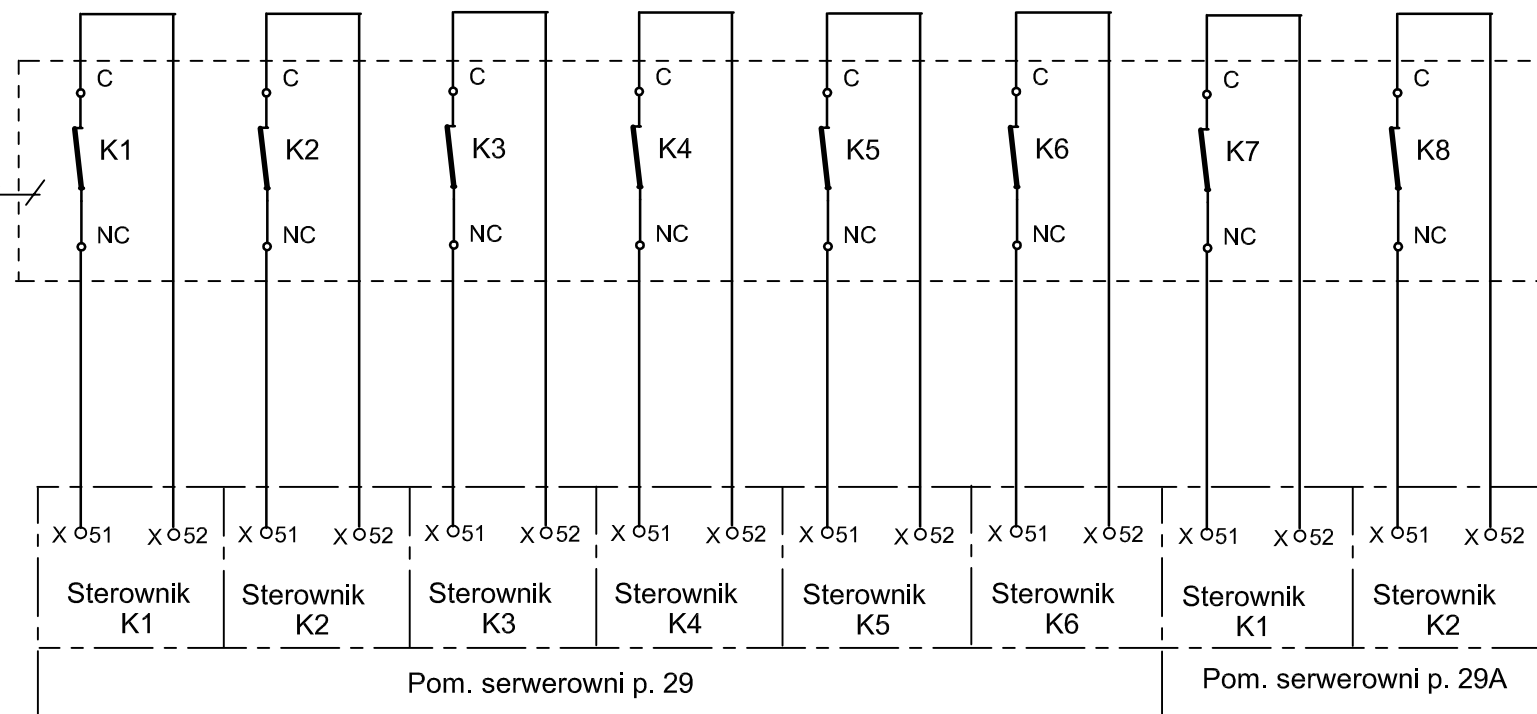 C C C C C C C C
K1 K2 K3 K4 K5 K6 K7 K8
NC NC NC NC NC NC NC NC
X 51 X 52 X 51 X 52 X 51 X 52 X 51 X 52 X 51 X 52 X 51 X 52 X 51 X 52 X 51 X 52
Sterownik Sterownik Sterownik Sterownik Sterownik Sterownik Sterownik Sterownik
K1 K2 K3 K4 K5 K6 K1 K2
Pom. serwerowni p. 29 Pom. serwerowni p. 29A